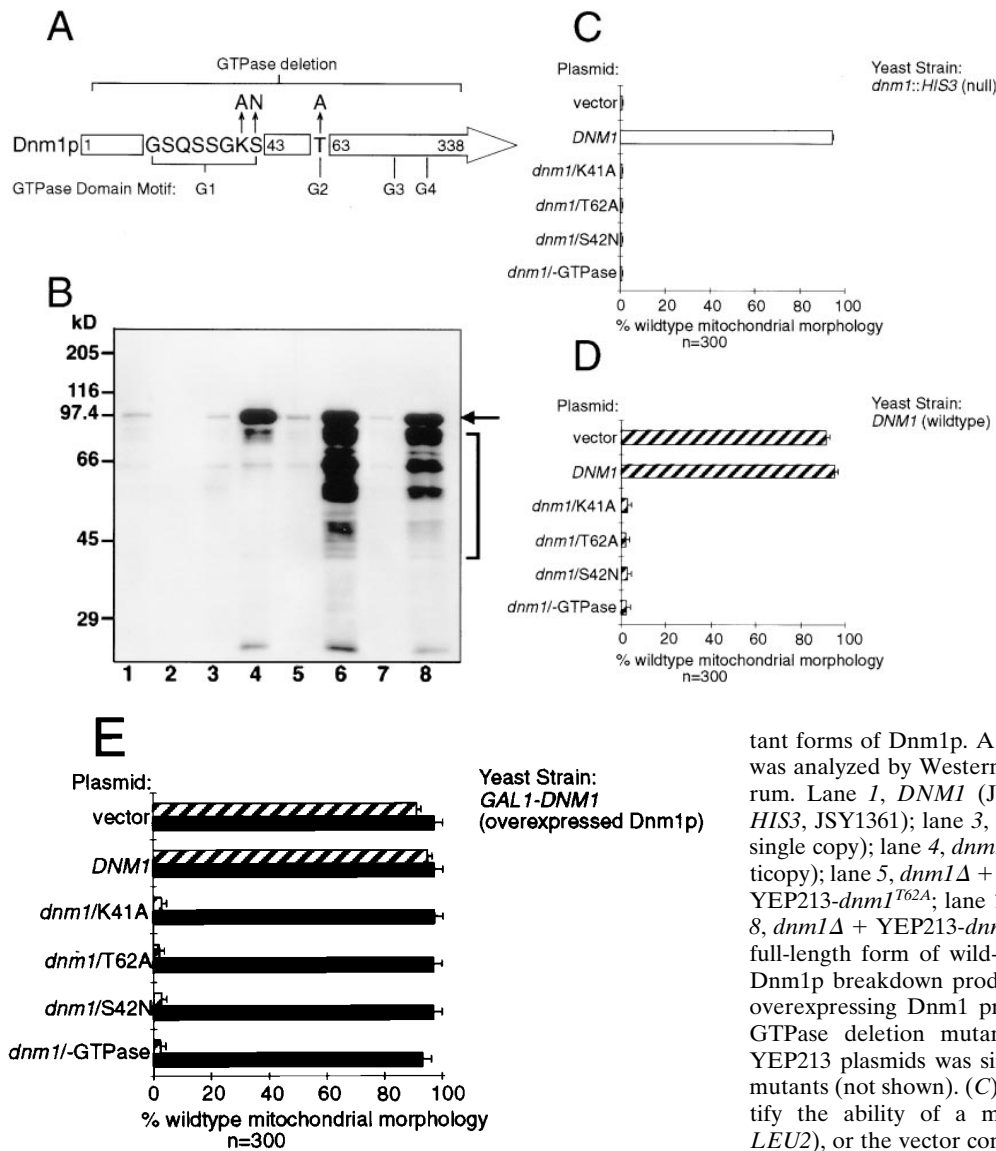 A
GTPase deletion
AN A
Dnm1p 1 GSQSSGKS 43 T 63 338
GTPase Domain Motif: G1 G2 G3 G4
B
kD
205
116
97.4
66
45
29
1 2 3 4 5 6 7 8
C
Plasmid:
Yeast Strain:
dnm1::HIS3 (null)
vector
DNM1
dnm1/K41A
dnm1/T62A
dnm1/S42N
dnm1/-GTPase
0 20 40 60 80 100
% wildtype mitochondrial morphology
n=300
D
Plasmid:
Yeast Strain:
DNM1 (wildtype)
vector
DNM1
dnm1/K41A
dnm1/T62A
dnm1/S42N
dnm1/-GTPase
0 20 40 60 80 100
% wildtype mitochondrial morphology
n=300
E
Plasmid:
Yeast Strain:
GAL1-DNM1
(overexpressed Dnm1p)
vector
DNM1
dnm1/K41A
dnm1/T62A
dnm1/S42N
dnm1/-GTPase
0 20 40 60 80 100
% wildtype mitochondrial morphology
n=300
tant forms of Dnm1p. A
was analyzed by Western
rum. Lane 1, DNM1 (J
HIS3, JSY1361); lane 3,
single copy); lane 4, dnm
ticopy); lane 5, dnm1Δ +
YEP213-dnm1T62A; lane
8, dnm1Δ + YEP213-dn
full-length form of wild-
Dnm1p breakdown prod
overexpressing Dnm1 pr
GTPase deletion mutan
YEP213 plasmids was si
mutants (not shown). (C)
tify the ability of a m
LEU2), or the vector con